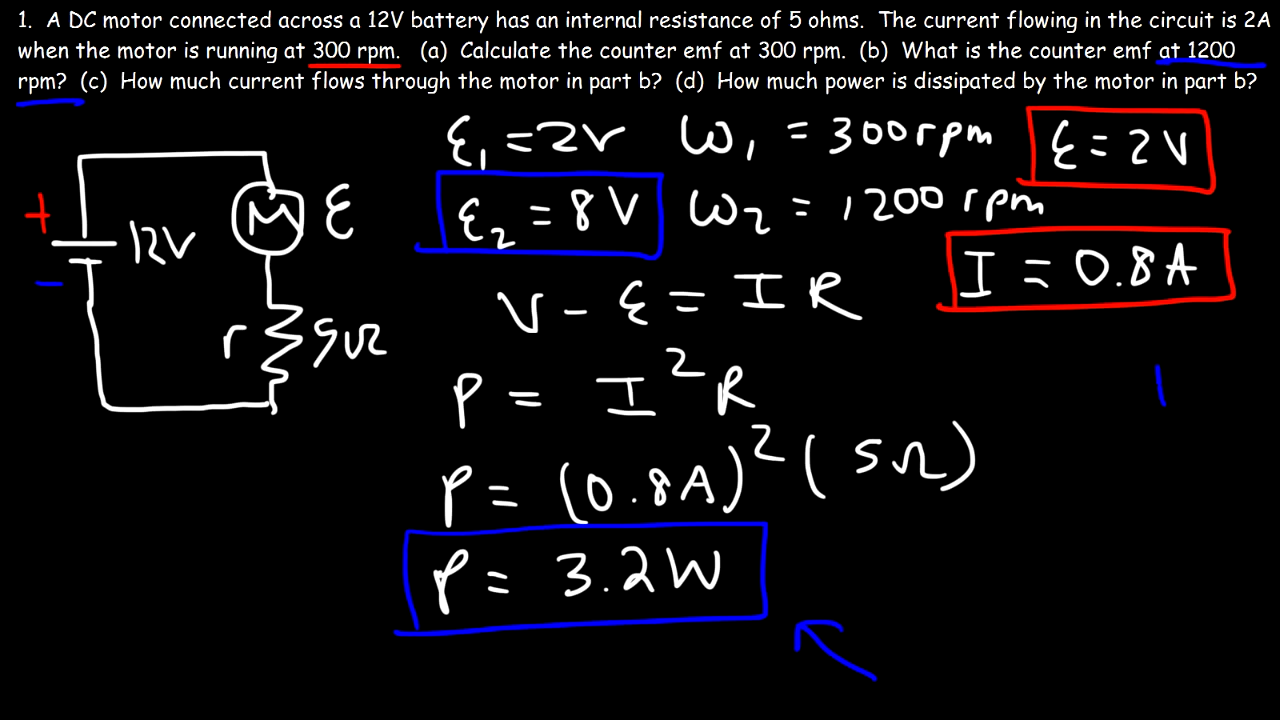 1. A DC motor connected across a 12V battery has an internal resistance of 5 ohms. The current flowing in the circuit is 2A
when the motor is running at 300 rpm. (a) Calculate the counter emf at 300 rpm. (b) What is the counter emf at 1200
rpm? (c) How much current flows through the motor in part b? (d) How much power is dissipated by the motor in part b?
ε₁ = 2V ω₁ = 300 rpm ε = 2V
+ 12V M ε
ε₂ = 8V ω₂ = 1200 rpm
−
I = 0.8A
V - ε = IR
r 5Ω
P = I²R
P = (0.8A)² (5Ω)
P = 3.2W